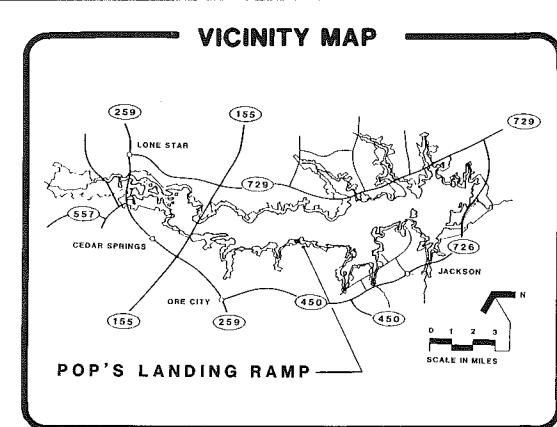 VICINITY MAP
259
155
729
LONE STAR
729
557
CEDAR SPRINGS
726
JACKSON
ORE CITY
450
N
155
259
450
0 1 2 3
POP'S LANDING RAMP
SCALE IN MILES